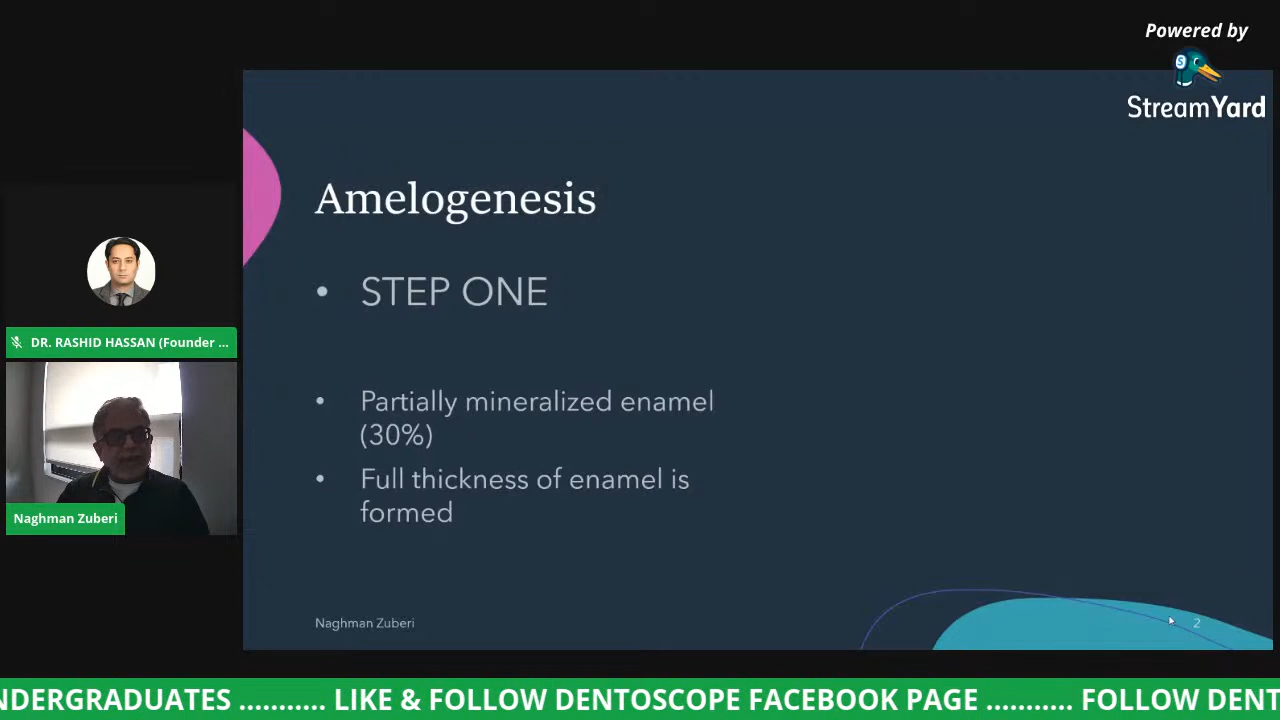 Powered by
StreamYard
Amelogenesis
• STEP ONE
• Partially mineralized enamel
(30%)
• Full thickness of enamel is
formed
DR. RASHID HASSAN (Founder ...
Naghman Zuberi
Naghman Zuberi
2
NDERGRADUATES .......... LIKE & FOLLOW DENTOSCOPE FACEBOOK PAGE .......... FOLLOW DENT